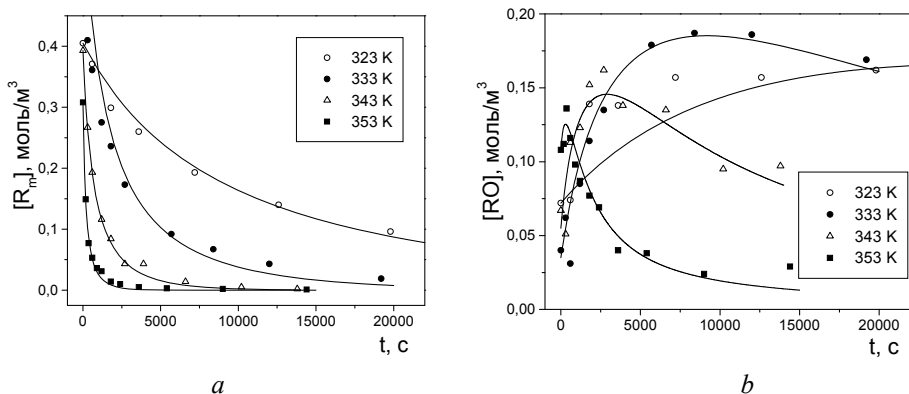 [R_m], моль/м³
0,4
0,3
0,2
0,1
0,0
323 K
333 K
343 K
353 K
0 5000 10000 15000 20000
t, c
a
[RO], моль/м³
0,20
0,15
0,10
0,05
0,00
323 K
333 K
343 K
353 K
0 5000 10000 15000 20000
t, c
b